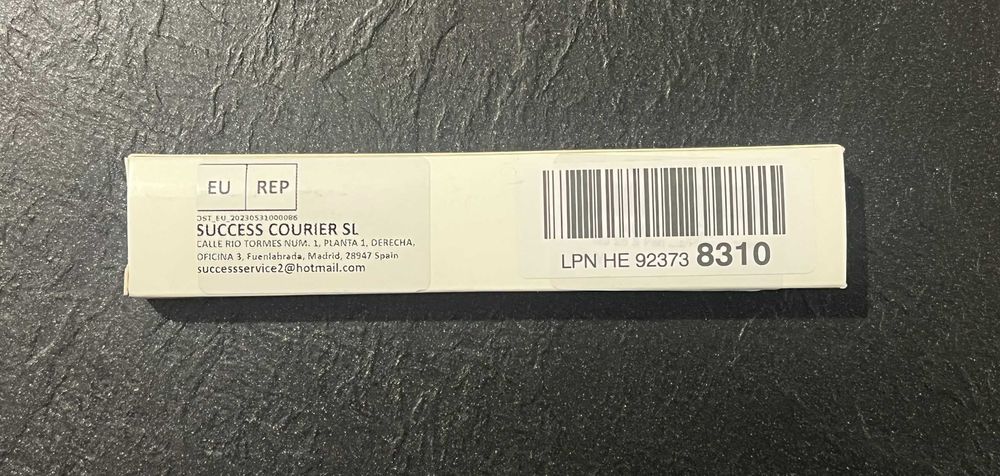 EU REP
OST_EU_20230531000086
SUCCESS COURIER SL
CALLE RIO TORMES NUM. 1, PLANTA 1, DERECHA,
OFICINA 3, Fuenlabrada, Madrid, 28947 Spain
successservice2@hotmail.com
LPN HE 92373 8310